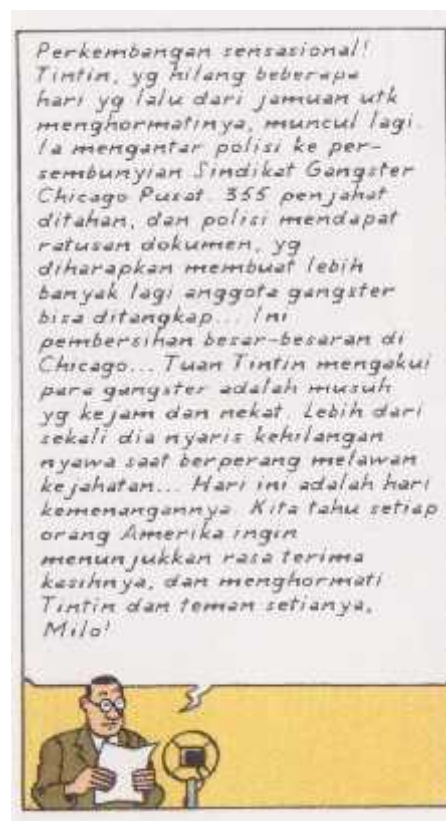 Perkembangan sensasional!
Tintin, yg hilang beberapa
hari yg lalu dari jamuan utk
menghormatinya, muncul lagi.
Ia mengantar polisi ke per-
sembunyian Sindikat Gangster
Chicago Pusat. 355 penjahat
ditahan, dan polisi mendapat
ratusan dokumen, yg
diharapkan membuat lebih
banyak lagi anggota gangster
bisa ditangkap... Ini
pembersihan besar-besaran di
Chicago... Tuan Tintin mengakui
para gangster adalah musuh
yg kejam dan nekat. Lebih dari
sekali dia nyaris kehilangan
nyawa saat berperang melawan
kejahatan... Hari ini adalah hari
kemenangannya. Kita tahu setiap
orang Amerika ingin
menunjukkan rasa terima
kasihnya, dan menghormati
Tintin dan teman setianya,
Milo!